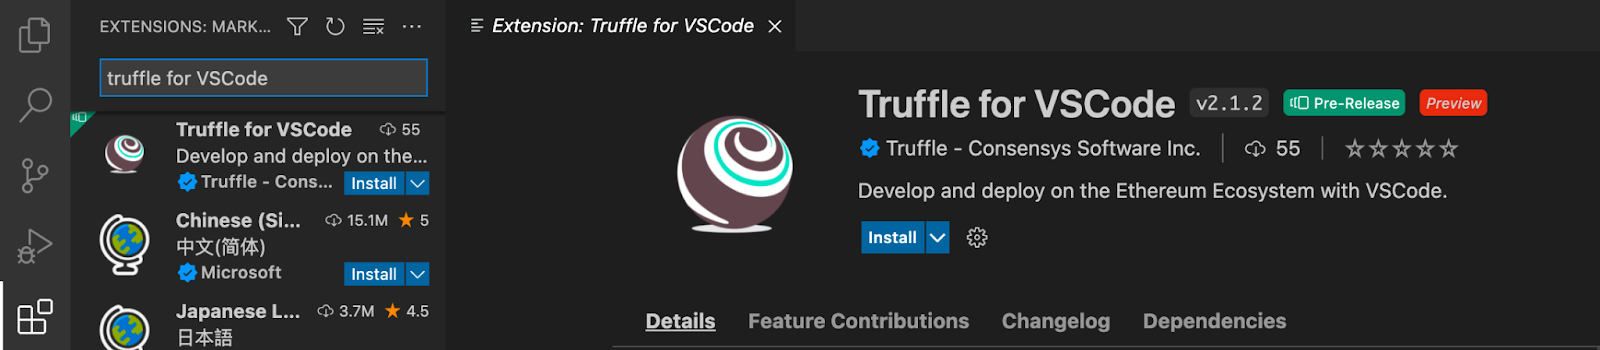 EXTENSIONS: MARK...
truffle for VSCode
Truffle for VSCode 55
Develop and deploy on the...
Truffle - Cons... Install
Chinese (Si... 15.1M ★ 5
中文(简体)
Microsoft Install
Japanese L... 3.7M ★ 4.5
日本語
Extension: Truffle for VSCode
Truffle for VSCode v2.1.2 Pre-Release Preview
Truffle - Consensys Software Inc. 55
Develop and deploy on the Ethereum Ecosystem with VSCode.
Install
Details Feature Contributions Changelog Dependencies